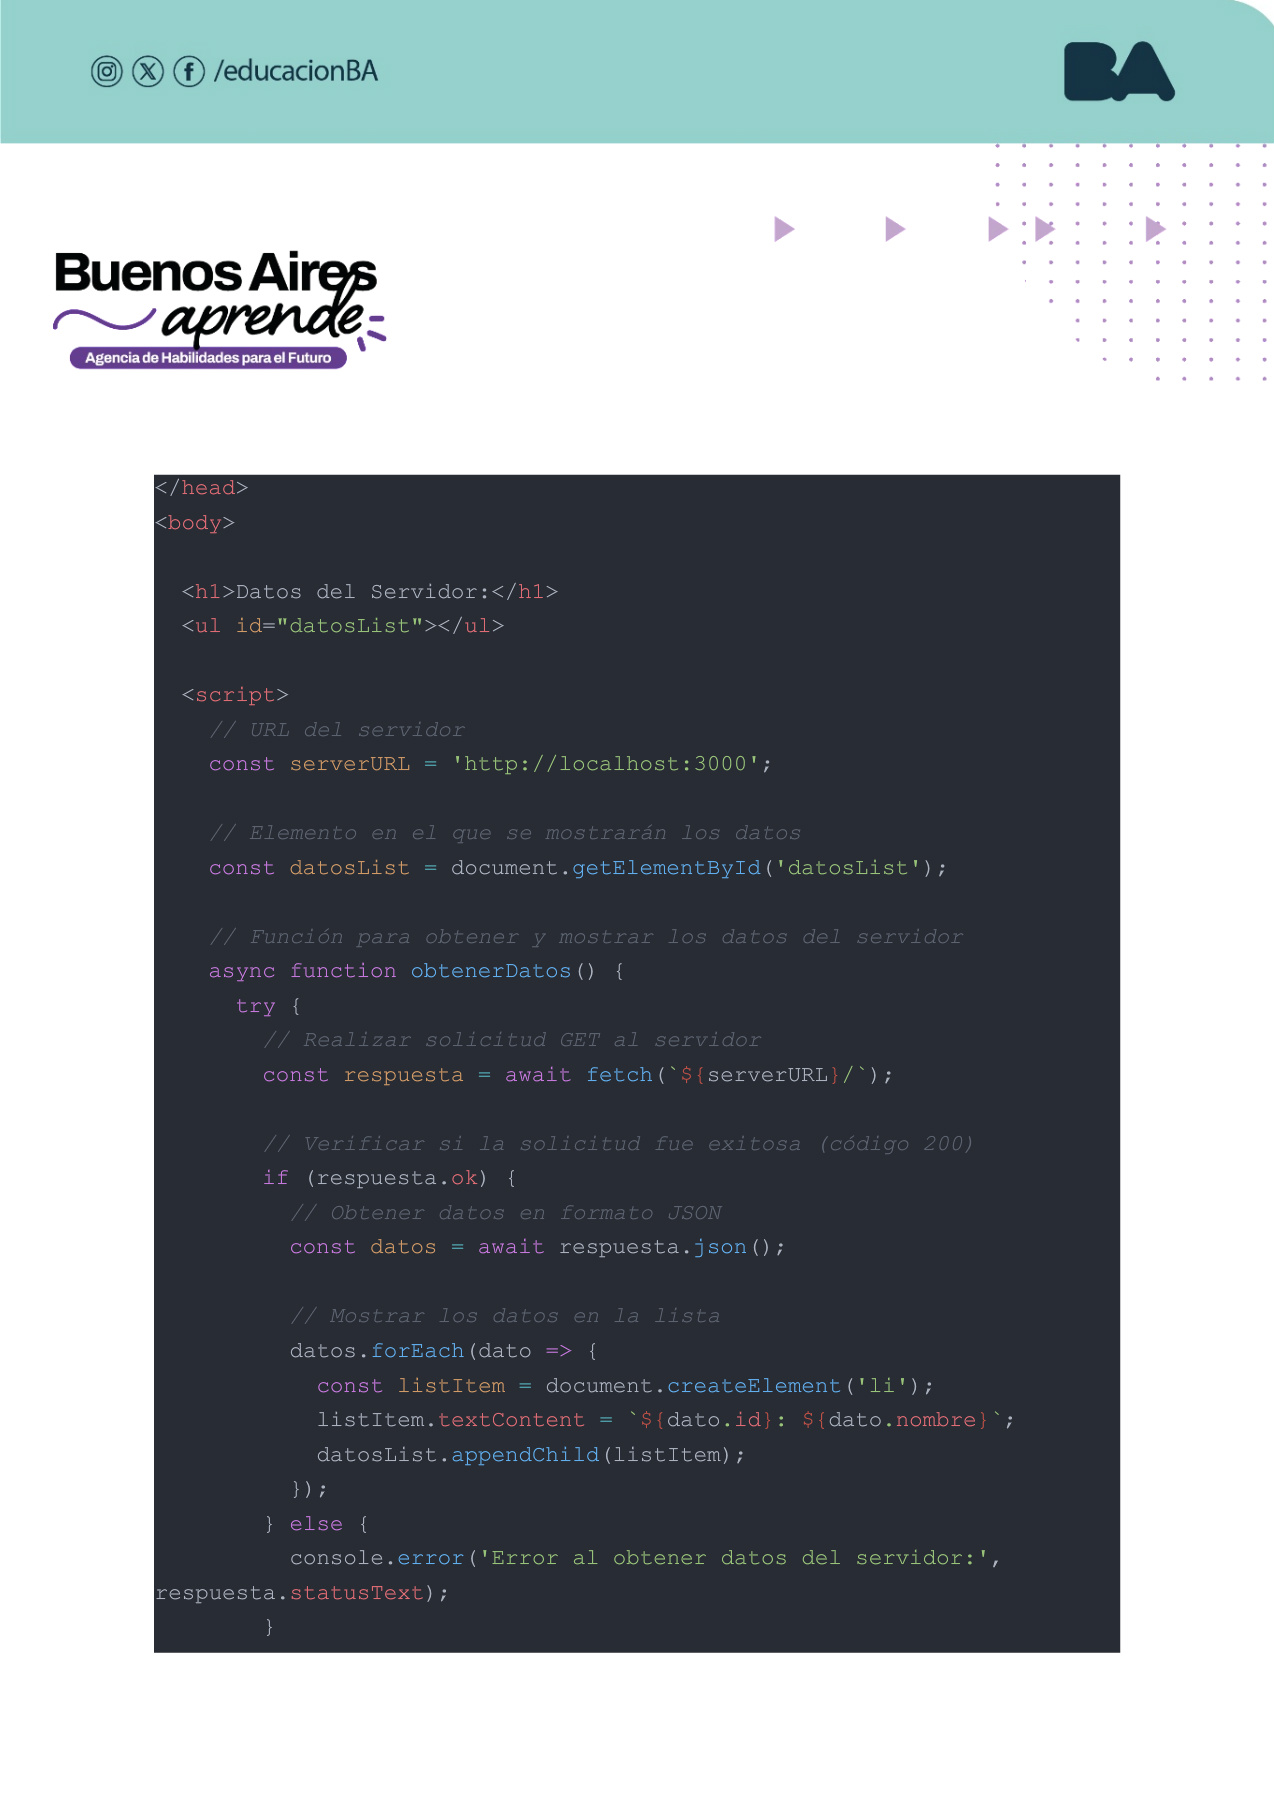 /educacionBA
BA
Buenos Aires
aprende
Agencia de Habilidades para el Futuro
</head>
<body>
<h1>Datos del Servidor:</h1>
<ul id="datosList"></ul>
<script>
// URL del servidor
const serverURL = 'http://localhost:3000';
// Elemento en el que se mostrarán los datos
const datosList = document.getElementById('datosList');
// Función para obtener y mostrar los datos del servidor
async function obtenerDatos() {
try {
// Realizar solicitud GET al servidor
const respuesta = await fetch(`${serverURL}/`);
// Verificar si la solicitud fue exitosa (código 200)
if (respuesta.ok) {
// Obtener datos en formato JSON
const datos = await respuesta.json();
// Mostrar los datos en la lista
datos.forEach(dato => {
const listItem = document.createElement('li');
listItem.textContent = `${dato.id}: ${dato.nombre}`;
datosList.appendChild(listItem);
});
} else {
console.error('Error al obtener datos del servidor:',
respuesta.statusText);
}